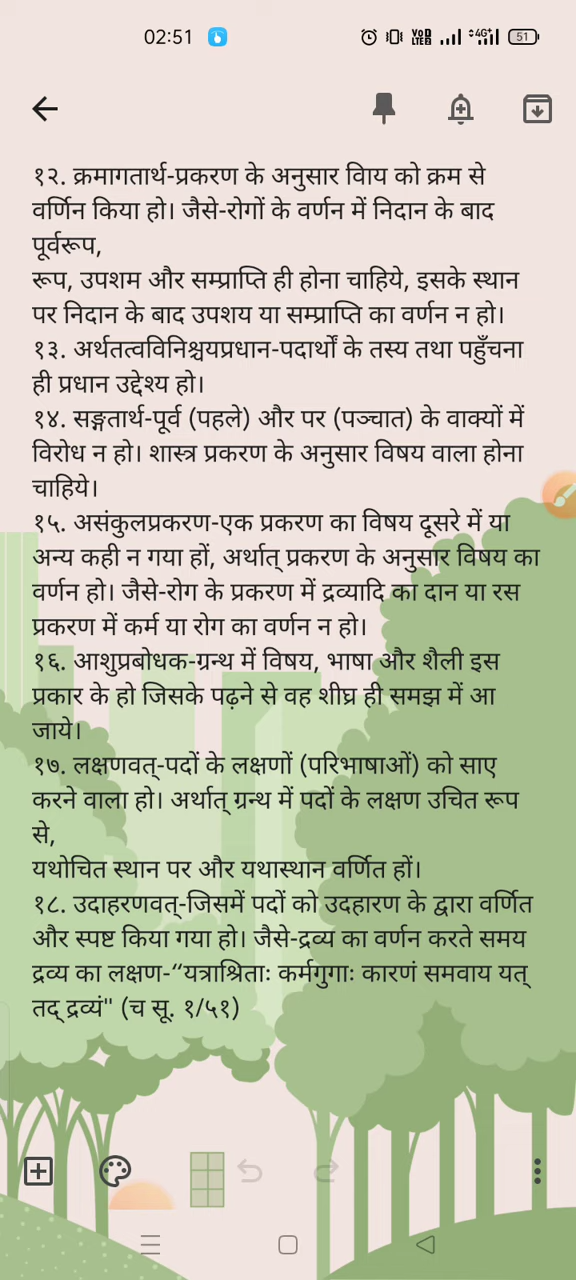 02:51
VoD LTE2 4G+ 51
१२. क्रमागतार्थ-प्रकरण के अनुसार विाय को क्रम से
वर्णिन किया हो। जैसे-रोगों के वर्णन में निदान के बाद
पूर्वरूप,
रूप, उपशम और सम्प्राप्ति ही होना चाहिये, इसके स्थान
पर निदान के बाद उपशय या सम्प्राप्ति का वर्णन न हो।
१३. अर्थतत्वविनिश्चयप्रधान-पदार्थों के तस्य तथा पहुँचना
ही प्रधान उद्देश्य हो।
१४. सङ्गतार्थ-पूर्व (पहले) और पर (पञ्चात) के वाक्यों में
विरोध न हो। शास्त्र प्रकरण के अनुसार विषय वाला होना
चाहिये।
१५. असंकुलप्रकरण-एक प्रकरण का विषय दूसरे में या
अन्य कही न गया हों, अर्थात् प्रकरण के अनुसार विषय का
वर्णन हो। जैसे-रोग के प्रकरण में द्रव्यादि का दान या रस
प्रकरण में कर्म या रोग का वर्णन न हो।
१६. आशुप्रबोधक-ग्रन्थ में विषय, भाषा और शैली इस
प्रकार के हो जिसके पढ़ने से वह शीघ्र ही समझ में आ
जाये।
१७. लक्षणवत्-पदों के लक्षणों (परिभाषाओं) को साए
करने वाला हो। अर्थात् ग्रन्थ में पदों के लक्षण उचित रूप
से,
यथोचित स्थान पर और यथास्थान वर्णित हों।
१८. उदाहरणवत्-जिसमें पदों को उदहारण के द्वारा वर्णित
और स्पष्ट किया गया हो। जैसे-द्रव्य का वर्णन करते समय
द्रव्य का लक्षण-“यत्राश्रिताः कर्मगुगाः कारणं समवाय यत्
तद् द्रव्यं" (च सू. १/५१)